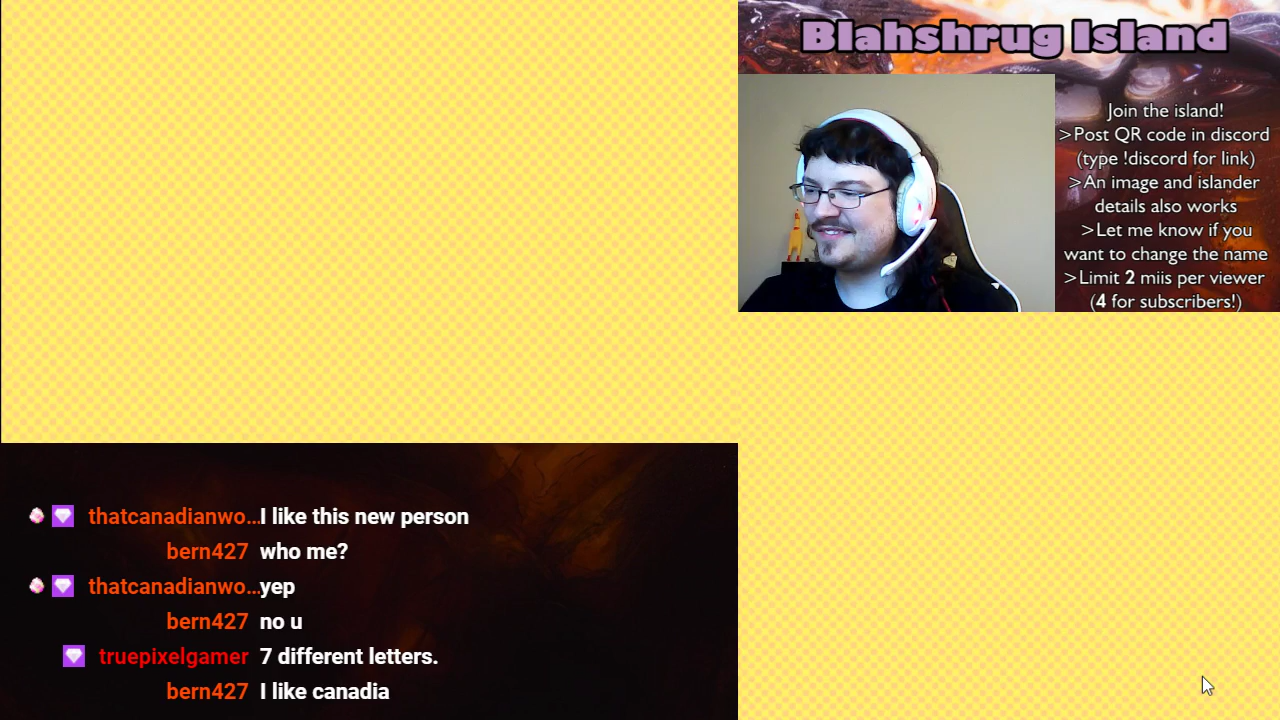 Blahshrug Island
Join the island!
>Post QR code in discord
(type !discord for link)
>An image and islander
details also works
>Let me know if you
want to change the name
>Limit 2 miis per viewer
(4 for subscribers!)
thatcanadianwo... I like this new person
bern427 who me?
thatcanadianwo... yep
bern427 no u
truepixelgamer 7 different letters.
bern427 I like canadia